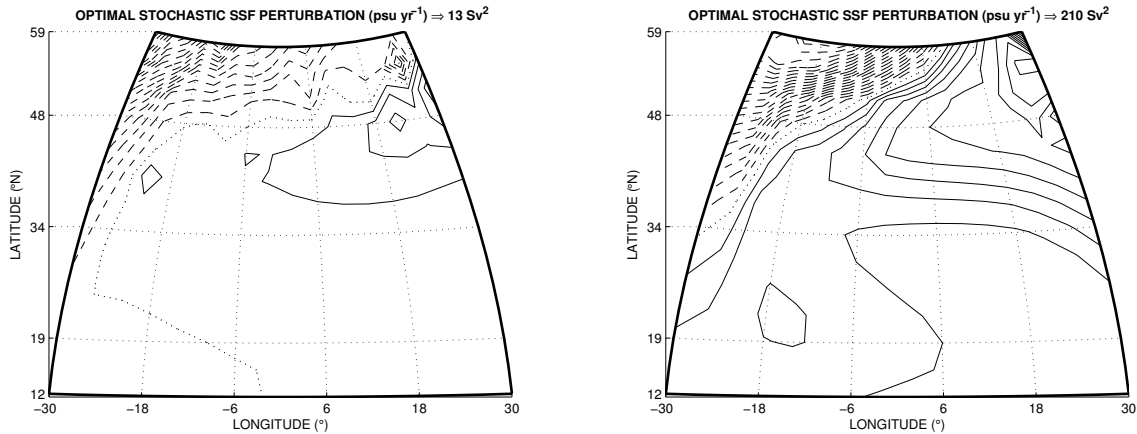 OPTIMAL STOCHASTIC SSF PERTURBATION (psu yr⁻¹) ⇒ 13 Sv²
59
48
34
19
12
LATITUDE (°N)
−30 −18 −6 6 18 30
LONGITUDE (°)
OPTIMAL STOCHASTIC SSF PERTURBATION (psu yr⁻¹) ⇒ 210 Sv²
59
48
34
19
12
LATITUDE (°N)
−30 −18 −6 6 18 30
LONGITUDE (°)